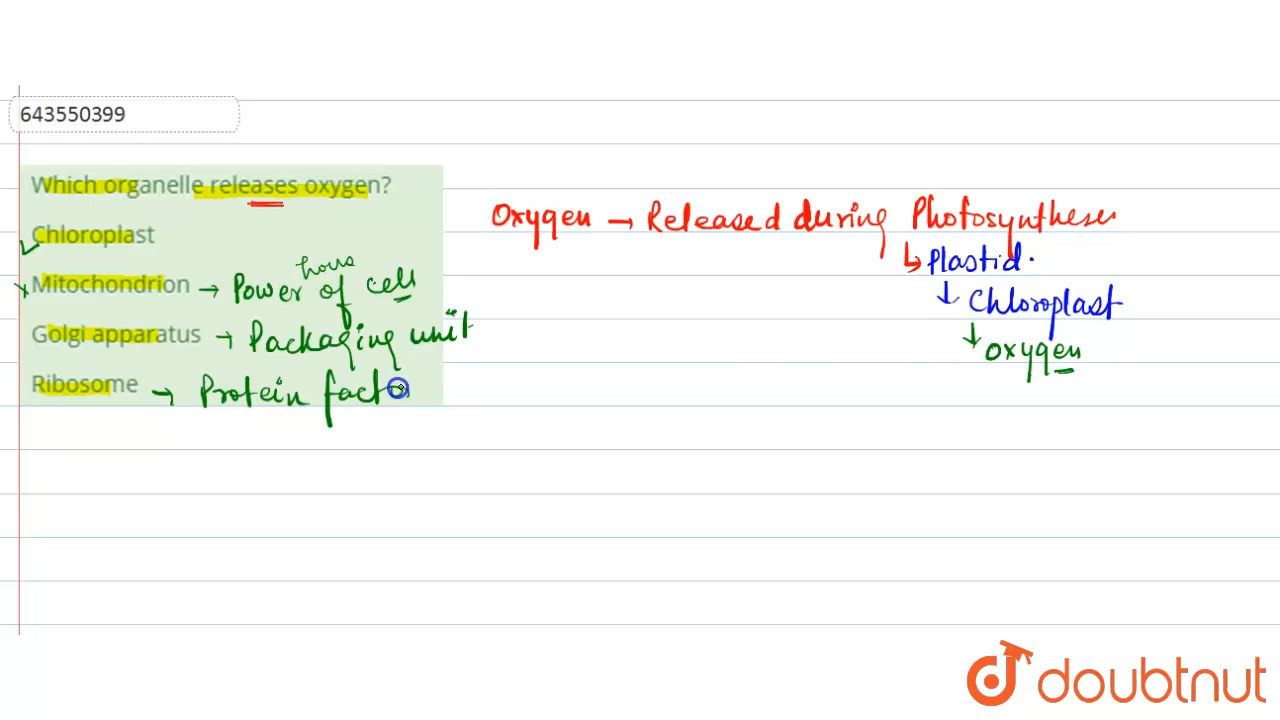 643550399
Which organelle releases oxygen?
Chloroplast
Mitochondrion → Power house of cell
Golgi apparatus → Packaging unit
Ribosome → Protein facto
Oxygen → Released during Photosynthesis
↳ Plastid.
↓ Chloroplast
↓ oxygen
doubtnut